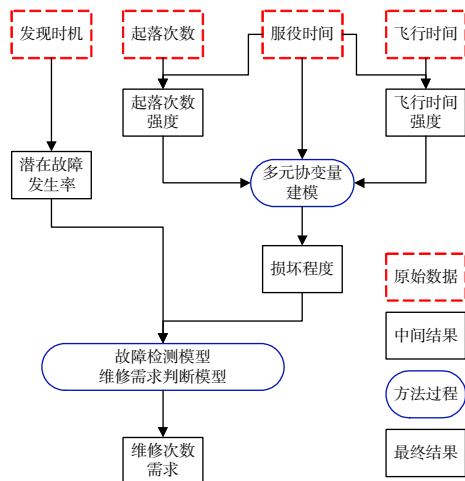 发现时机
起落次数
服役时间
飞行时间
起落次数
强度
飞行时间
强度
潜在故障
发生率
多元协变量
建模
损坏程度
故障检测模型
维修需求判断模型
维修次数
需求
原始数据
中间结果
方法过程
最终结果